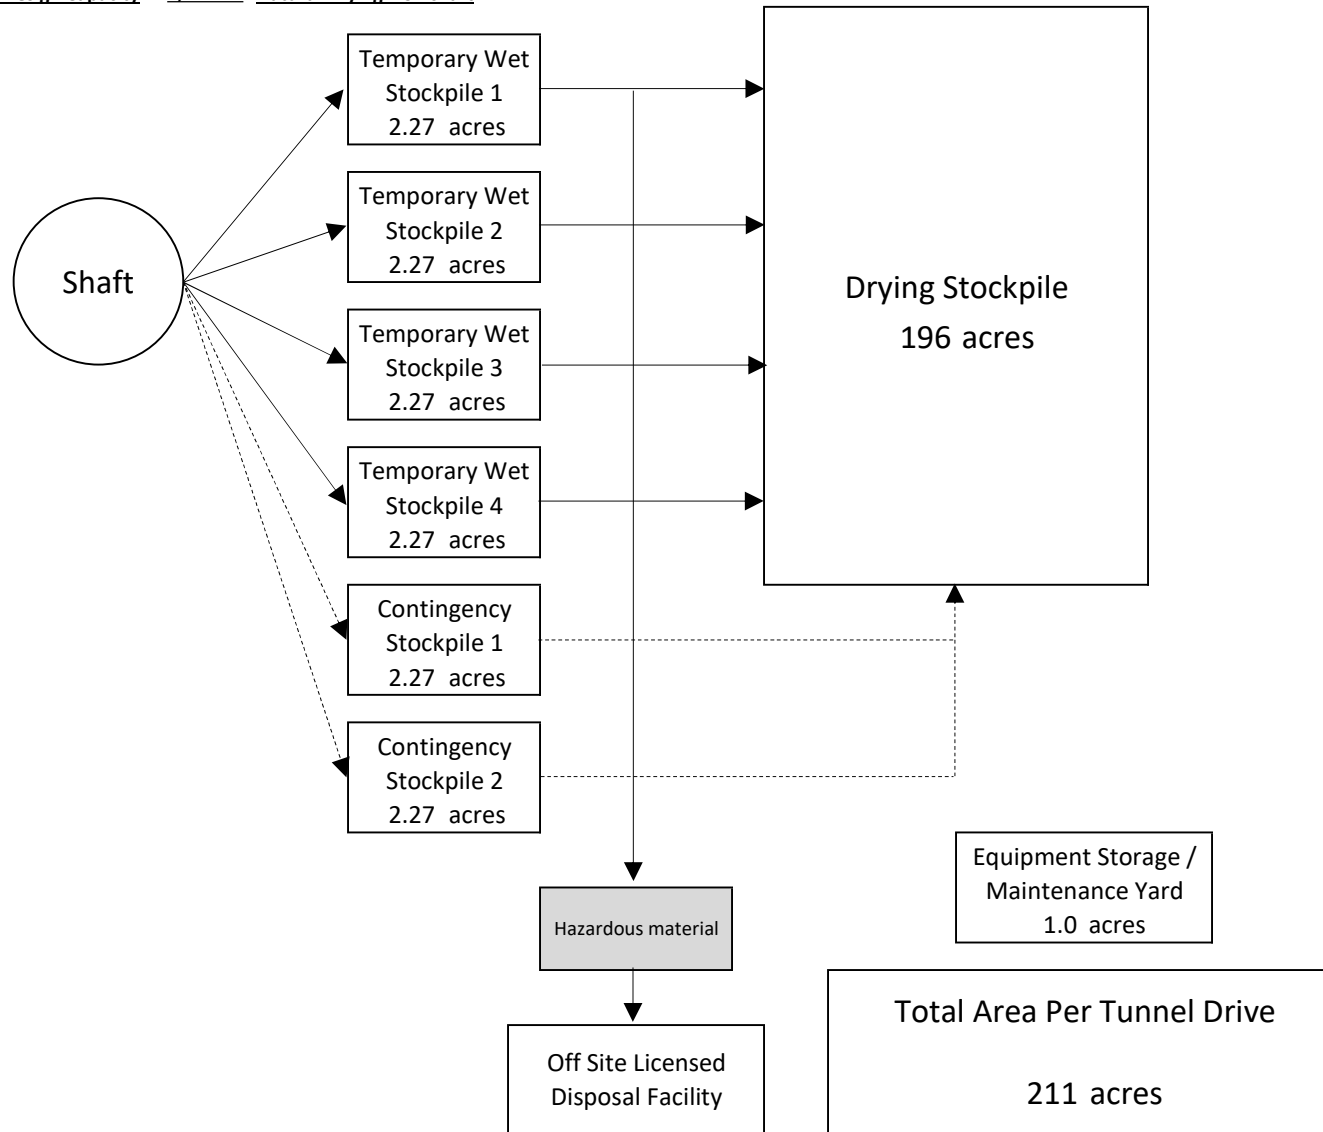 Temporary Wet
Stockpile 1
2.27 acres
Temporary Wet
Stockpile 2
2.27 acres
Shaft
Drying Stockpile
196 acres
Temporary Wet
Stockpile 3
2.27 acres
Temporary Wet
Stockpile 4
2.27 acres
Contingency
Stockpile 1
2.27 acres
Contingency
Stockpile 2
2.27 acres
Equipment Storage /
Maintenance Yard
1.0 acres
Hazardous material
Total Area Per Tunnel Drive
211 acres
Off Site Licensed
Disposal Facility